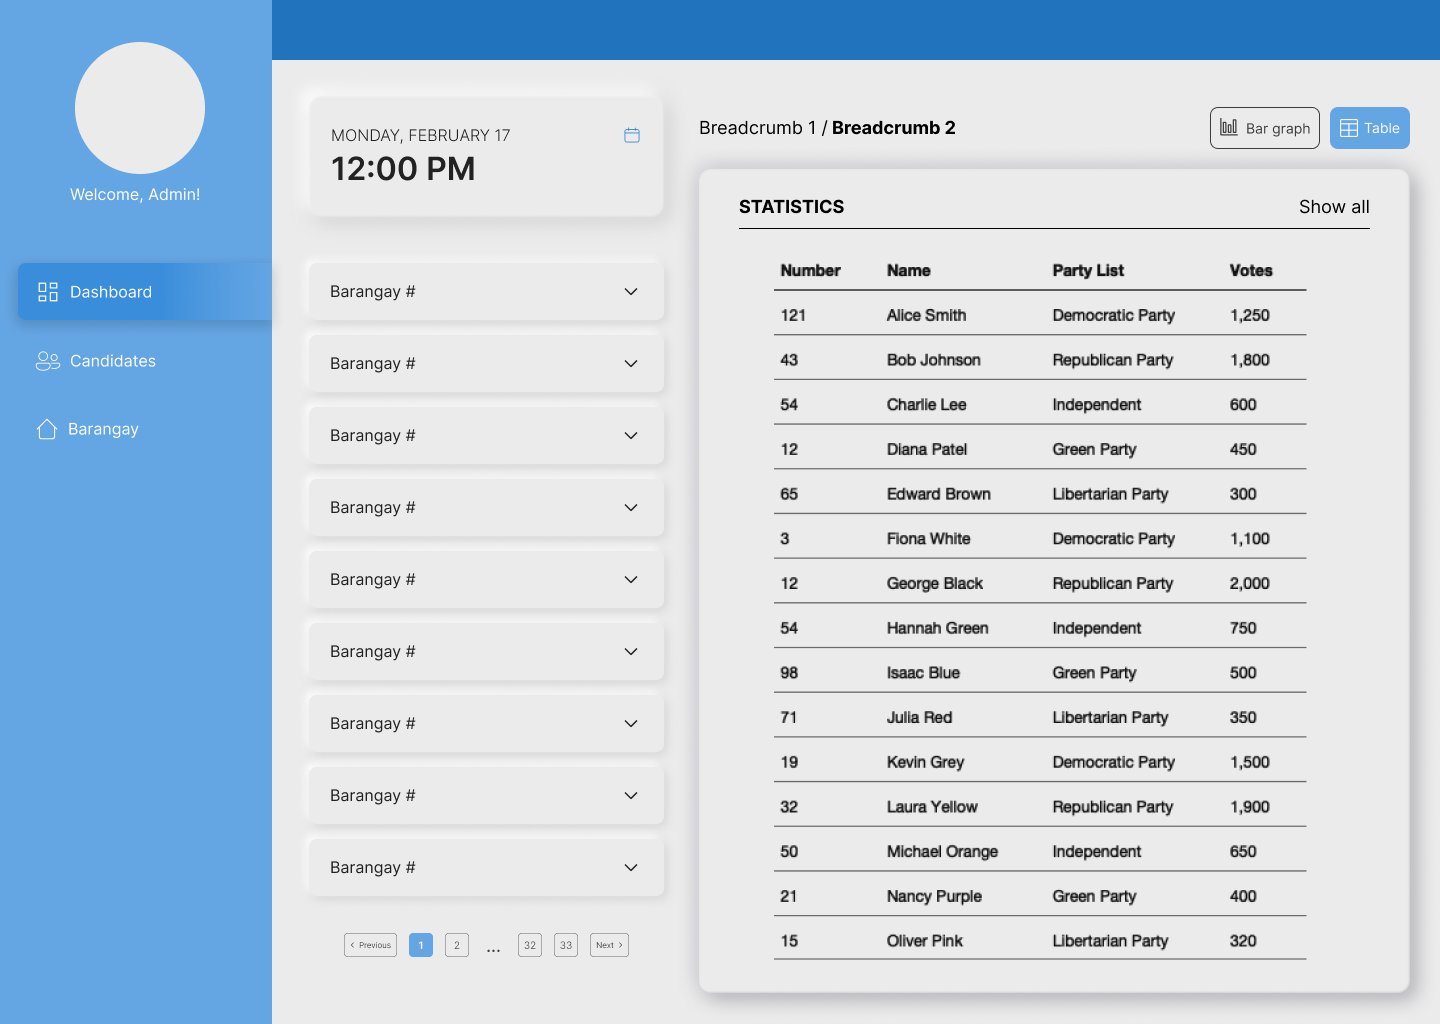 Welcome, Admin!
Dashboard
Candidates
Barangay
MONDAY, FEBRUARY 17
12:00 PM
Barangay #
Barangay #
Barangay #
Barangay #
Barangay #
Barangay #
Barangay #
Barangay #
Barangay #
Previous 1 2 ... 32 33 Next
Breadcrumb 1 / Breadcrumb 2
Bar graph
Table
STATISTICS Show all
Number Name Party List Votes
121 Alice Smith Democratic Party 1,250
43 Bob Johnson Republican Party 1,800
54 Charlie Lee Independent 600
12 Diana Patel Green Party 450
65 Edward Brown Libertarian Party 300
3 Fiona White Democratic Party 1,100
12 George Black Republican Party 2,000
54 Hannah Green Independent 750
98 Isaac Blue Green Party 500
71 Julia Red Libertarian Party 350
19 Kevin Grey Democratic Party 1,500
32 Laura Yellow Republican Party 1,900
50 Michael Orange Independent 650
21 Nancy Purple Green Party 400
15 Oliver Pink Libertarian Party 320